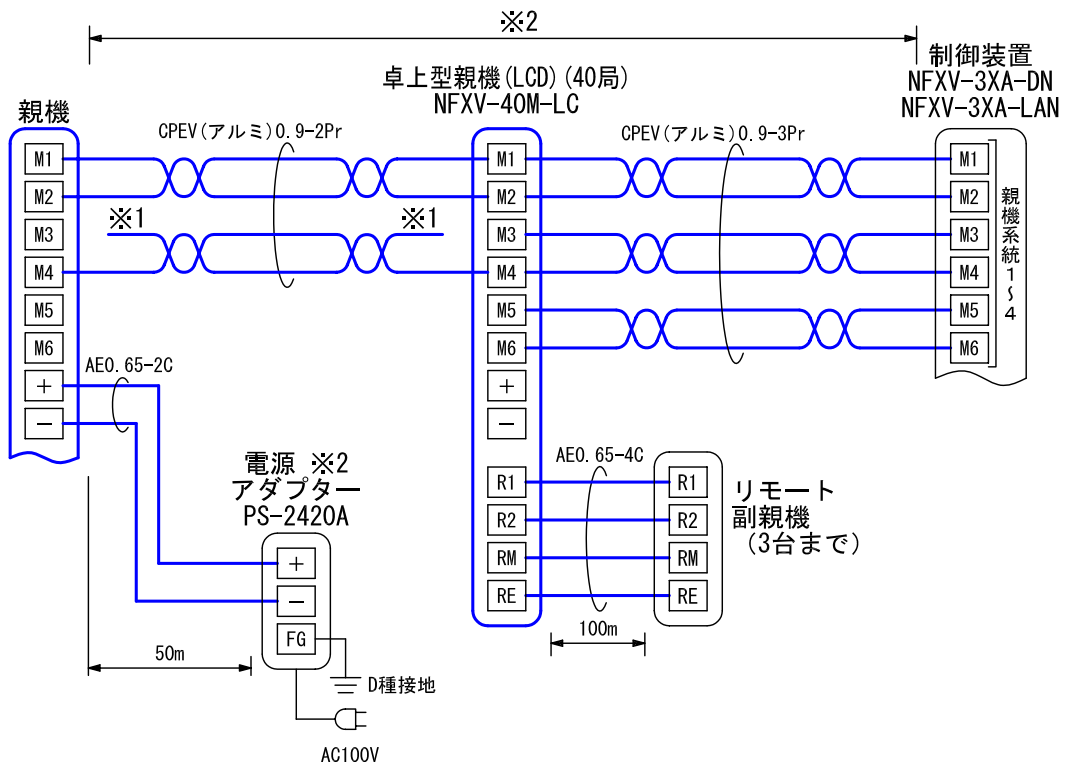 ※2
制御装置
NFXV-3XA-DN
NFXV-3XA-LAN
卓上型親機(LCD)(40局)
NFXV-40M-LC
親機
CPEV(アルミ)0.9-2Pr
CPEV(アルミ)0.9-3Pr
M1
M2
M3
M4
M5
M6
+
-
※1
※1
M1
M2
M3
M4
M5
M6
+
-
R1
R2
RM
RE
M1
M2
M3
M4
M5
M6
親機系統1~4
AE0.65-2C
電源 ※2
アダプター
PS-2420A
+
-
FG
50m
D種接地
AC100V
AE0.65-4C
R1
R2
RM
RE
リモート
副親機
(3台まで)
100m